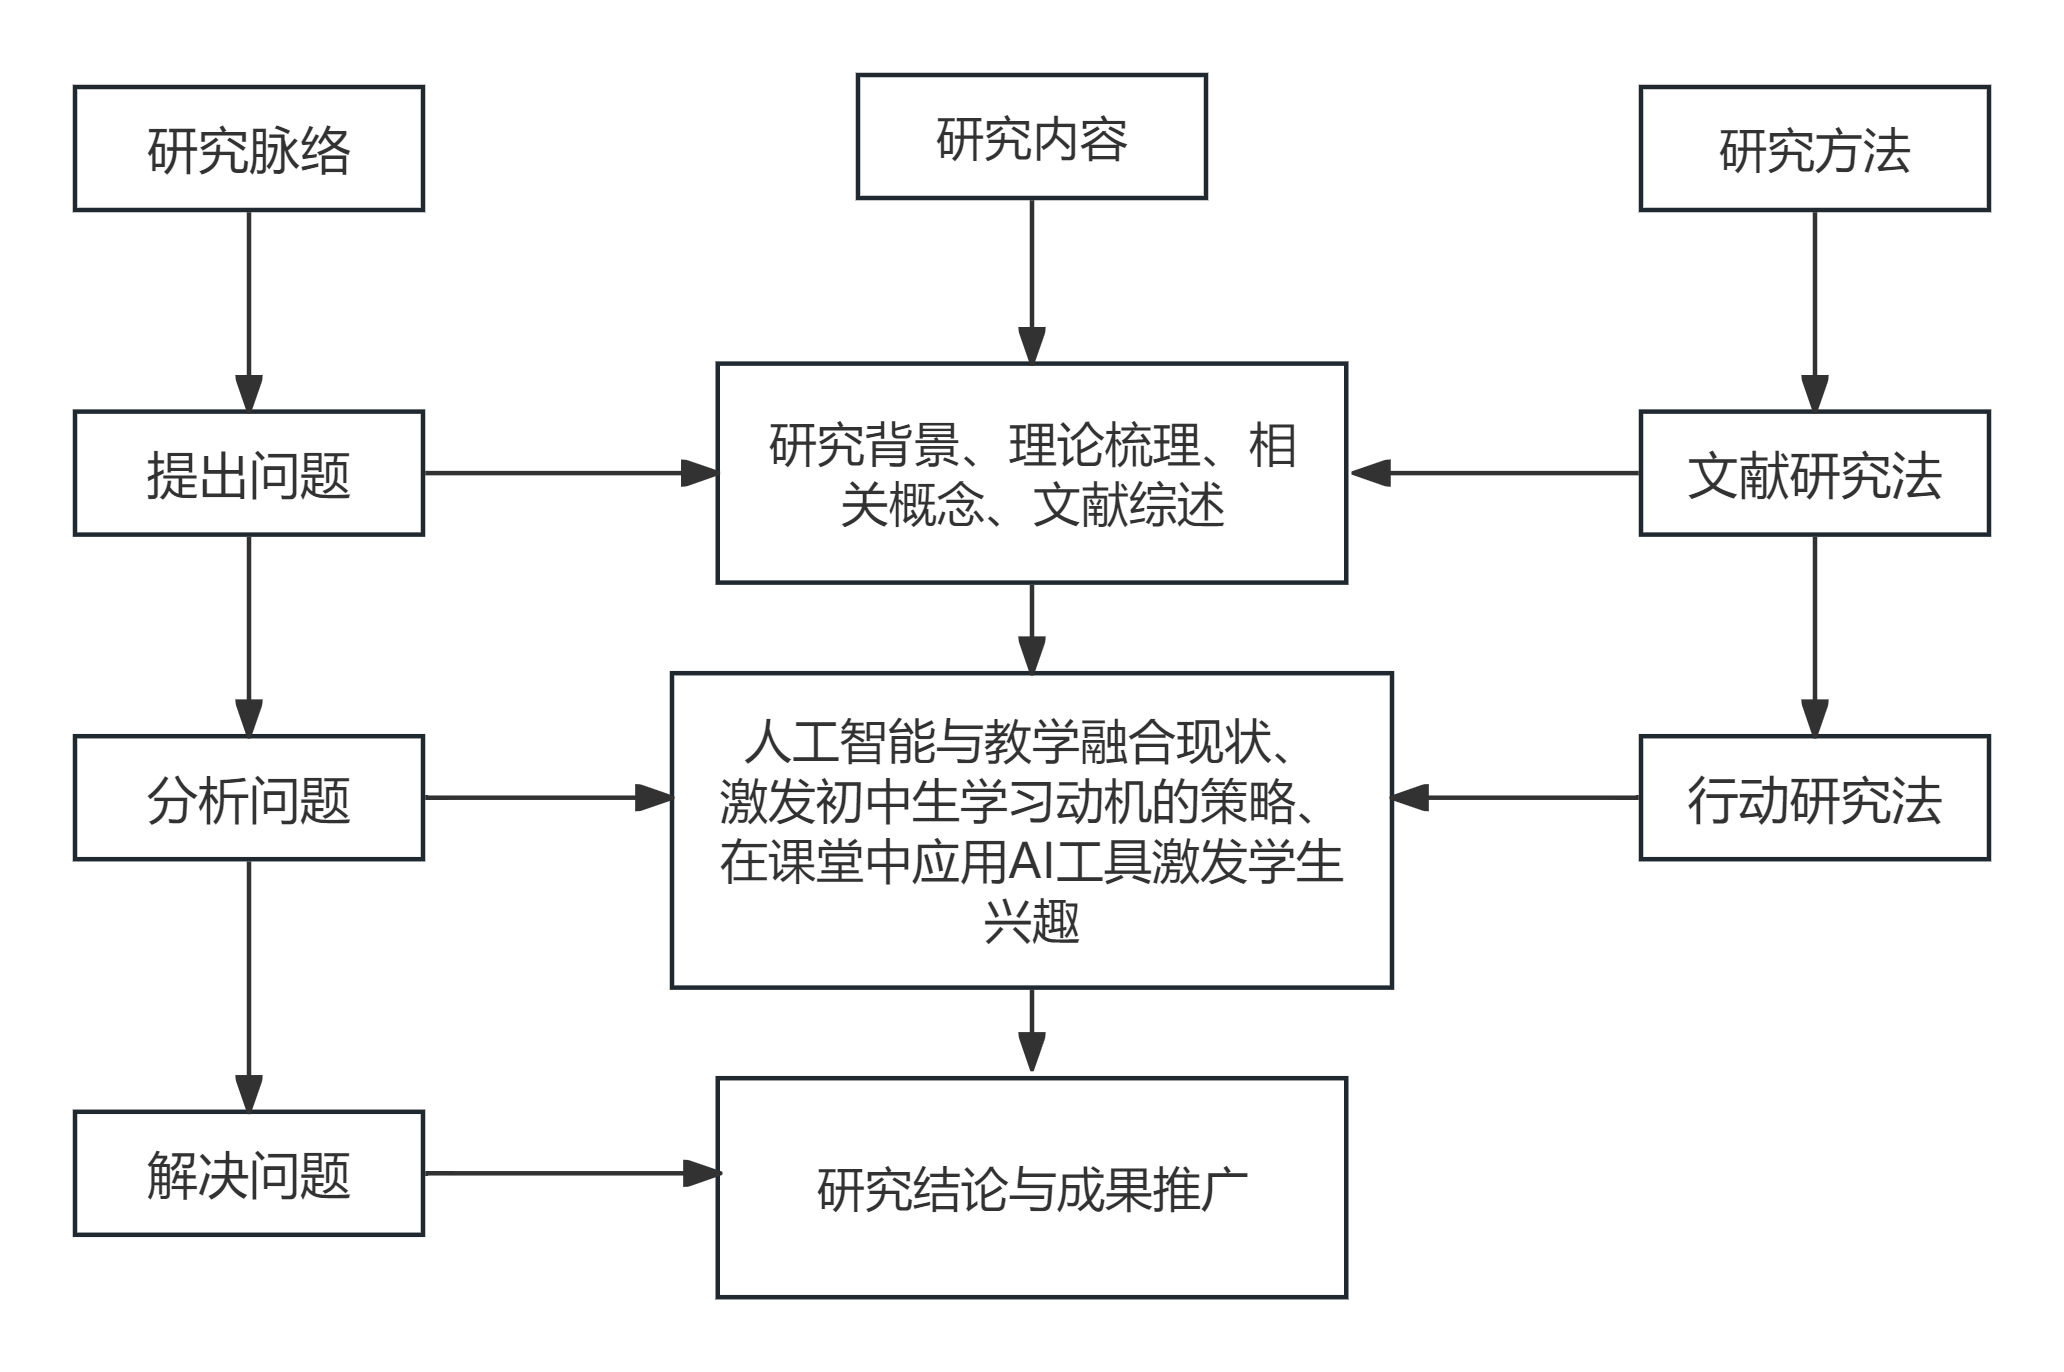 研究脉络
研究内容
研究方法
提出问题
研究背景、理论梳理、相
关概念、文献综述
文献研究法
分析问题
人工智能与教学融合现状、
激发初中生学习动机的策略、
在课堂中应用AI工具激发学生
兴趣
行动研究法
解决问题
研究结论与成果推广